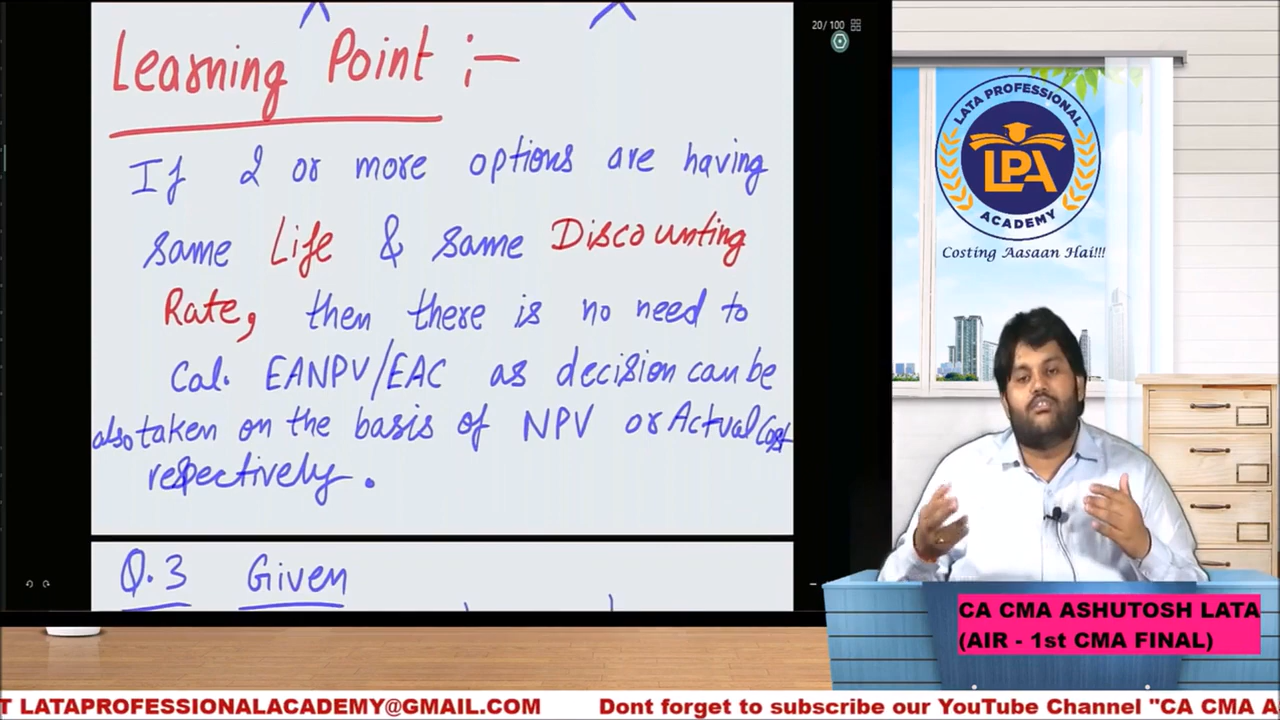 20/100
Learning Point :-
If 2 or more options are having
same Life & same Discounting
Rate, then there is no need to
Cal. EANPV/EAC as decision can be
also taken on the basis of NPV or Actual Cost
respectively.
Q.3 Given
LATA PROFESSIONAL
LPA
ACADEMY
Costing Aasaan Hai!!!
CA CMA ASHUTOSH LATA
(AIR - 1st CMA FINAL)
T LATAPROFESSIONALACADEMY@GMAIL.COM Dont forget to subscribe our YouTube Channel "CA CMA A